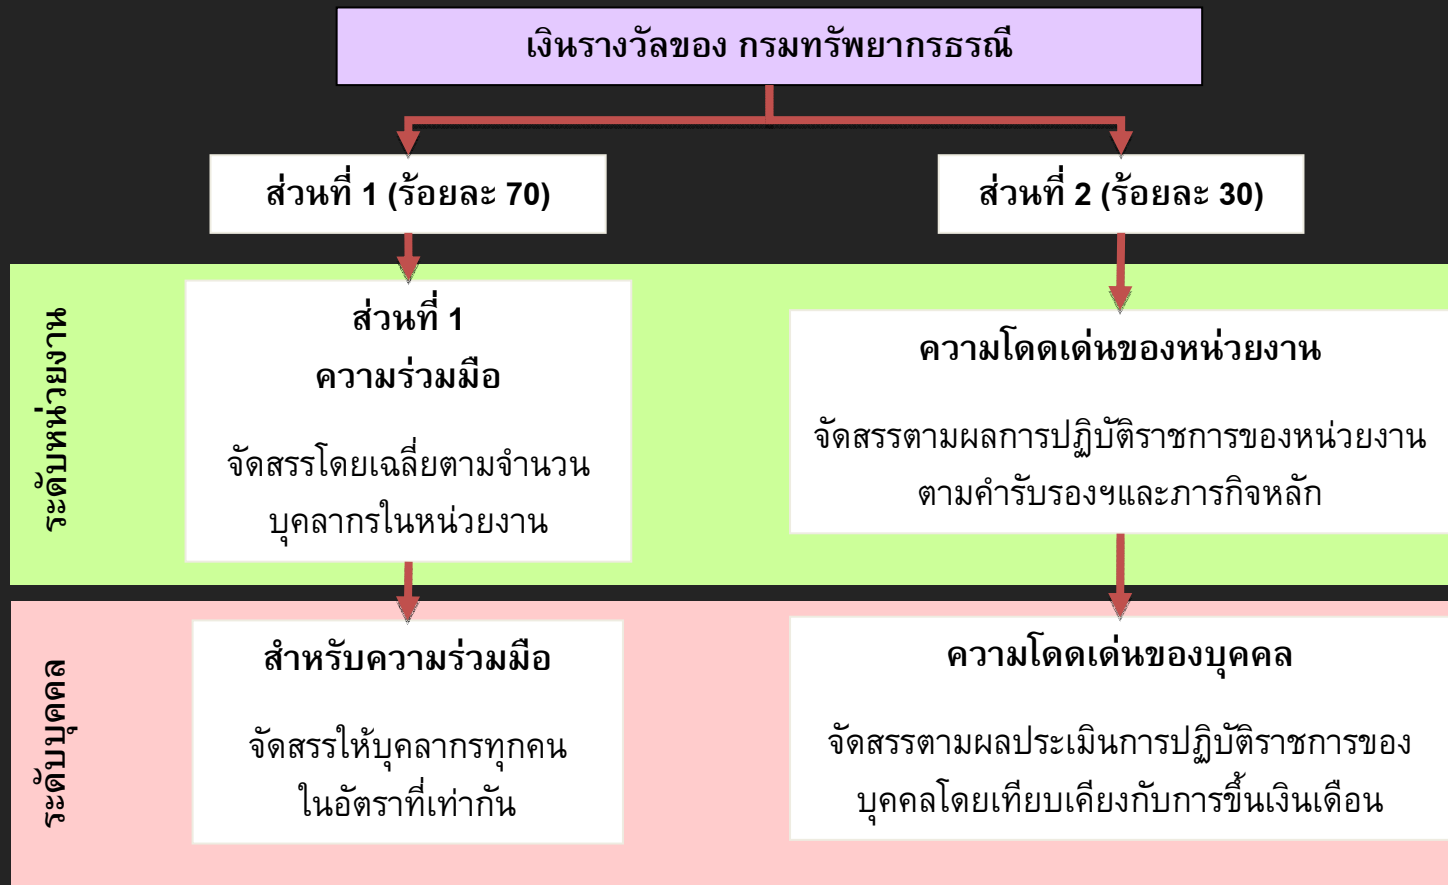 เงินรางวัลของ กรมทรัพยากรธรณี
ส่วนที่ 1 (ร้อยละ 70)
ส่วนที่ 2 (ร้อยละ 30)
ระดับหน่วยงาน
ส่วนที่ 1
ความร่วมมือ
จัดสรรโดยเฉลี่ยตามจำนวน
บุคลากรในหน่วยงาน
ความโดดเด่นของหน่วยงาน
จัดสรรตามผลการปฏิบัติราชการของหน่วยงาน
ตามคำรับรองฯและภารกิจหลัก
ระดับบุคคล
สำหรับความร่วมมือ
จัดสรรให้บุคลากรทุกคน
ในอัตราที่เท่ากัน
ความโดดเด่นของบุคคล
จัดสรรตามผลประเมินการปฏิบัติราชการของ
บุคคลโดยเทียบเคียงกับการขึ้นเงินเดือน